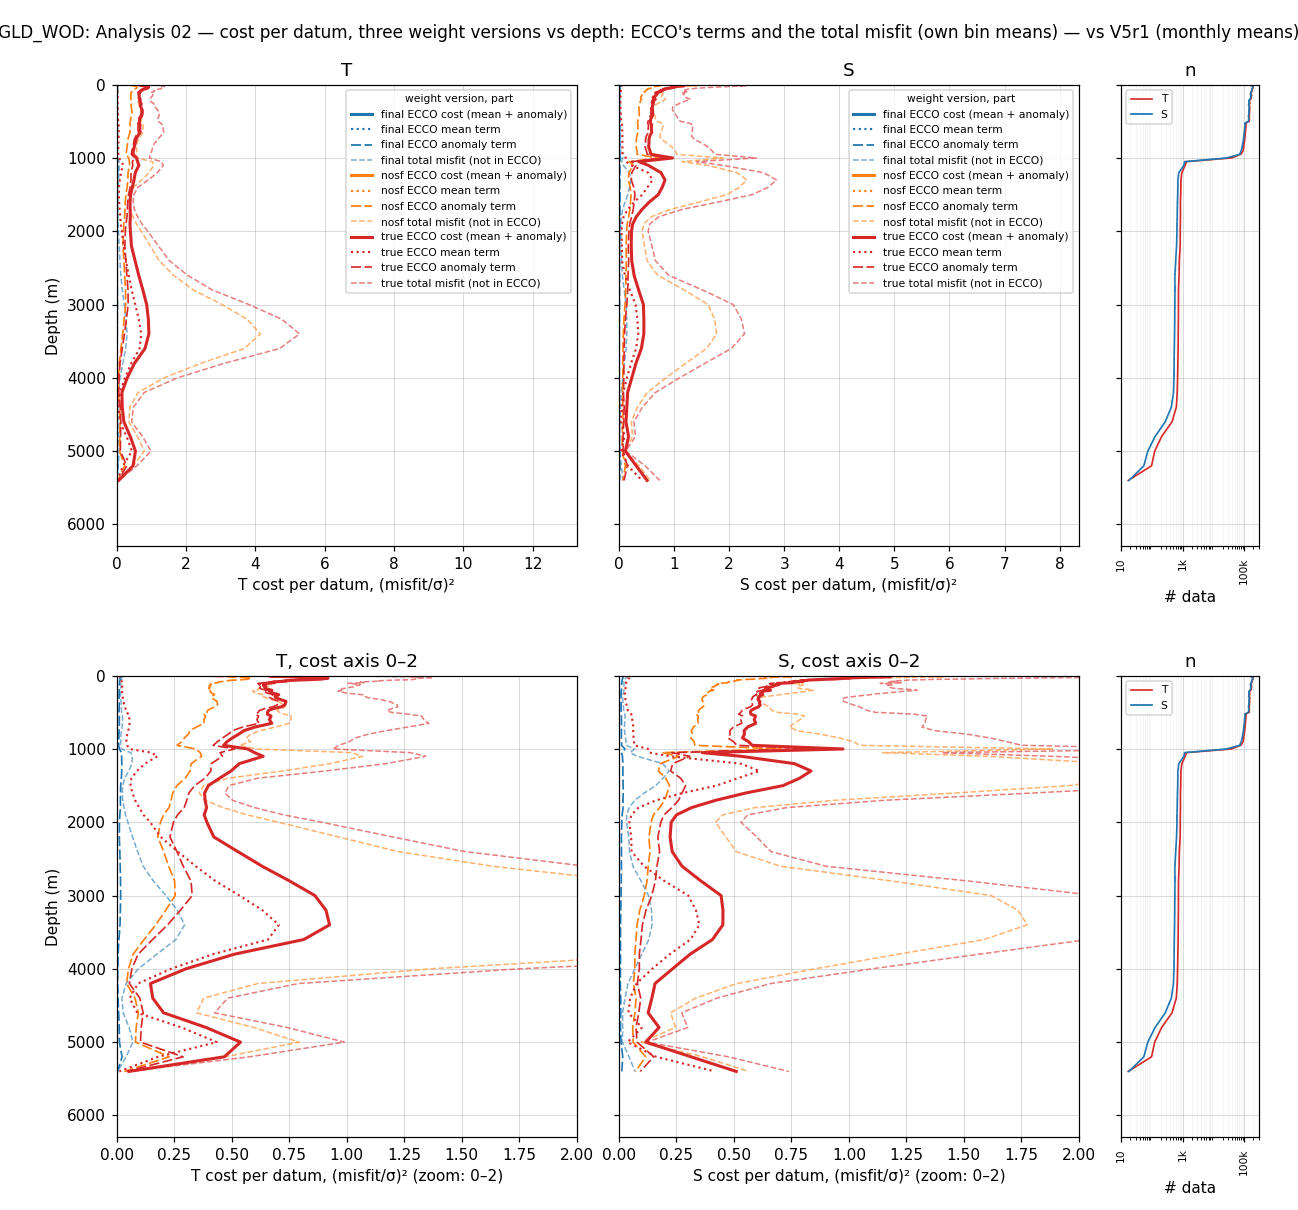 GLD_WOD: Analysis 02 — cost per datum, three weight versions vs depth: ECCO's terms and the total misfit (own bin means) — vs V5r1 (monthly means)
T
S
n
0
1000
2000
3000
4000
5000
6000
Depth (m)
weight version, part
final ECCO cost (mean + anomaly)
final ECCO mean term
final ECCO anomaly term
final total misfit (not in ECCO)
nosf ECCO cost (mean + anomaly)
nosf ECCO mean term
nosf ECCO anomaly term
nosf total misfit (not in ECCO)
true ECCO cost (mean + anomaly)
true ECCO mean term
true ECCO anomaly term
true total misfit (not in ECCO)
weight version, part
final ECCO cost (mean + anomaly)
final ECCO mean term
final ECCO anomaly term
final total misfit (not in ECCO)
nosf ECCO cost (mean + anomaly)
nosf ECCO mean term
nosf ECCO anomaly term
nosf total misfit (not in ECCO)
true ECCO cost (mean + anomaly)
true ECCO mean term
true ECCO anomaly term
true total misfit (not in ECCO)
T
S
0 2 4 6 8 10 12
0 1 2 3 4 5 6 7 8
10 1k 100k
T cost per datum, (misfit/σ)²
S cost per datum, (misfit/σ)²
# data
T, cost axis 0–2
S, cost axis 0–2
n
0
1000
2000
3000
4000
5000
6000
Depth (m)
T
S
0.00 0.25 0.50 0.75 1.00 1.25 1.50 1.75 2.00
0.00 0.25 0.50 0.75 1.00 1.25 1.50 1.75 2.00
10 1k 100k
T cost per datum, (misfit/σ)² (zoom: 0–2)
S cost per datum, (misfit/σ)² (zoom: 0–2)
# data